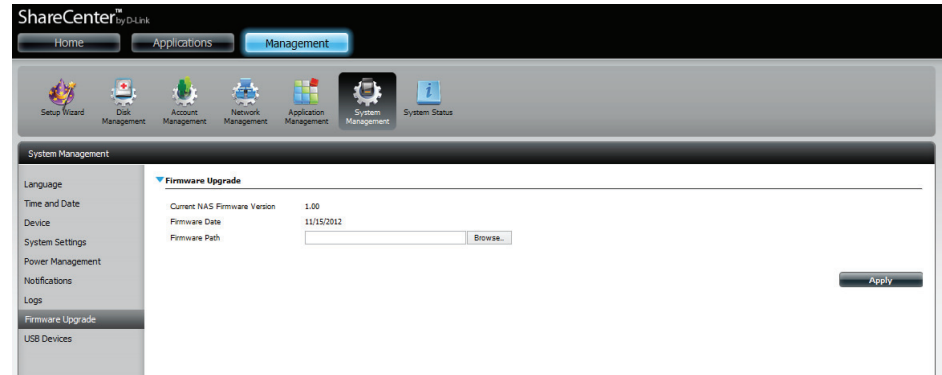 ShareCenter™ by D-Link
Home Applications Management
Setup Wizard Disk Management Account Management Network Management Application Management System Management System Status
System Management
Language
Time and Date
Device
System Settings
Power Management
Notifications
Logs
Firmware Upgrade
USB Devices
Firmware Upgrade
Current NAS Firmware Version 1.00
Firmware Date 11/15/2012
Firmware Path Browse..
Apply